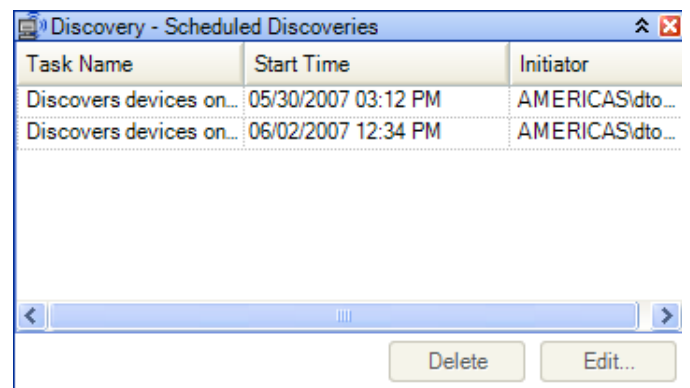 Discovery - Scheduled Discoveries
Task Name Start Time Initiator
Discovers devices on... 05/30/2007 03:12 PM AMERICAS\dto...
Discovers devices on... 06/02/2007 12:34 PM AMERICAS\dto...
Delete Edit...